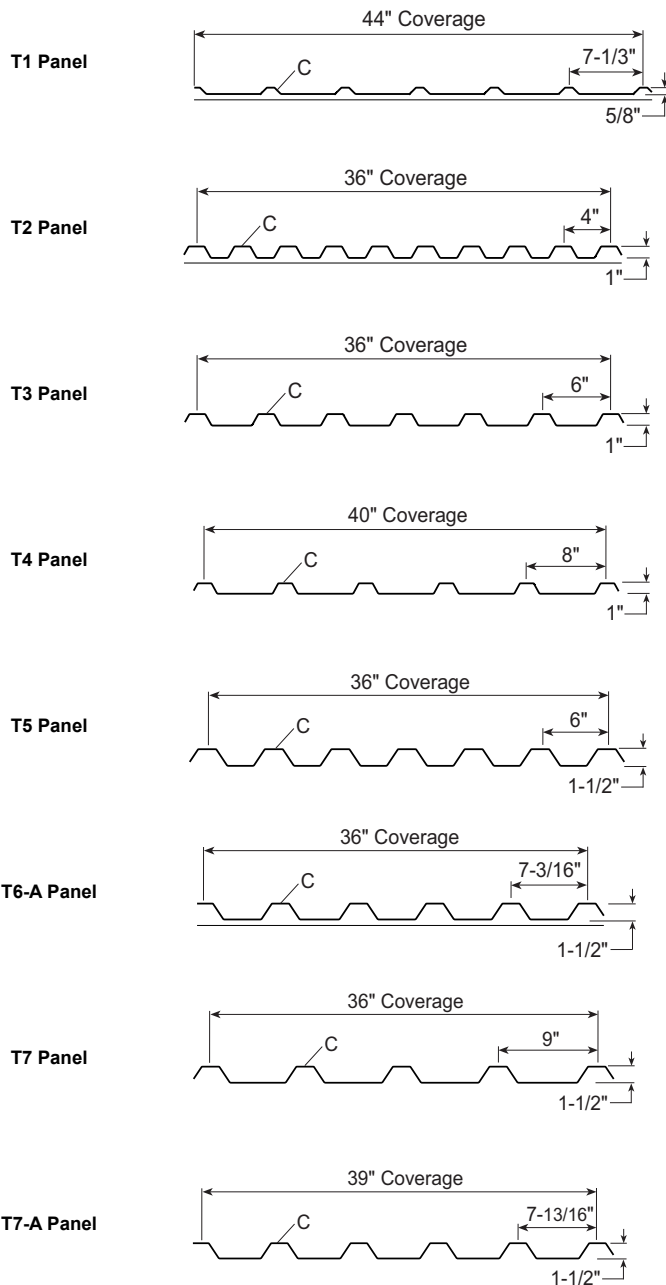 44" Coverage
T1 Panel
C
7-1/3"
5/8"
36" Coverage
T2 Panel
C
4"
1"
36" Coverage
T3 Panel
C
6"
1"
40" Coverage
T4 Panel
C
8"
1"
36" Coverage
T5 Panel
C
6"
1-1/2"
36" Coverage
T6-A Panel
C
7-3/16"
1-1/2"
36" Coverage
T7 Panel
C
9"
1-1/2"
39" Coverage
T7-A Panel
C
7-13/16"
1-1/2"